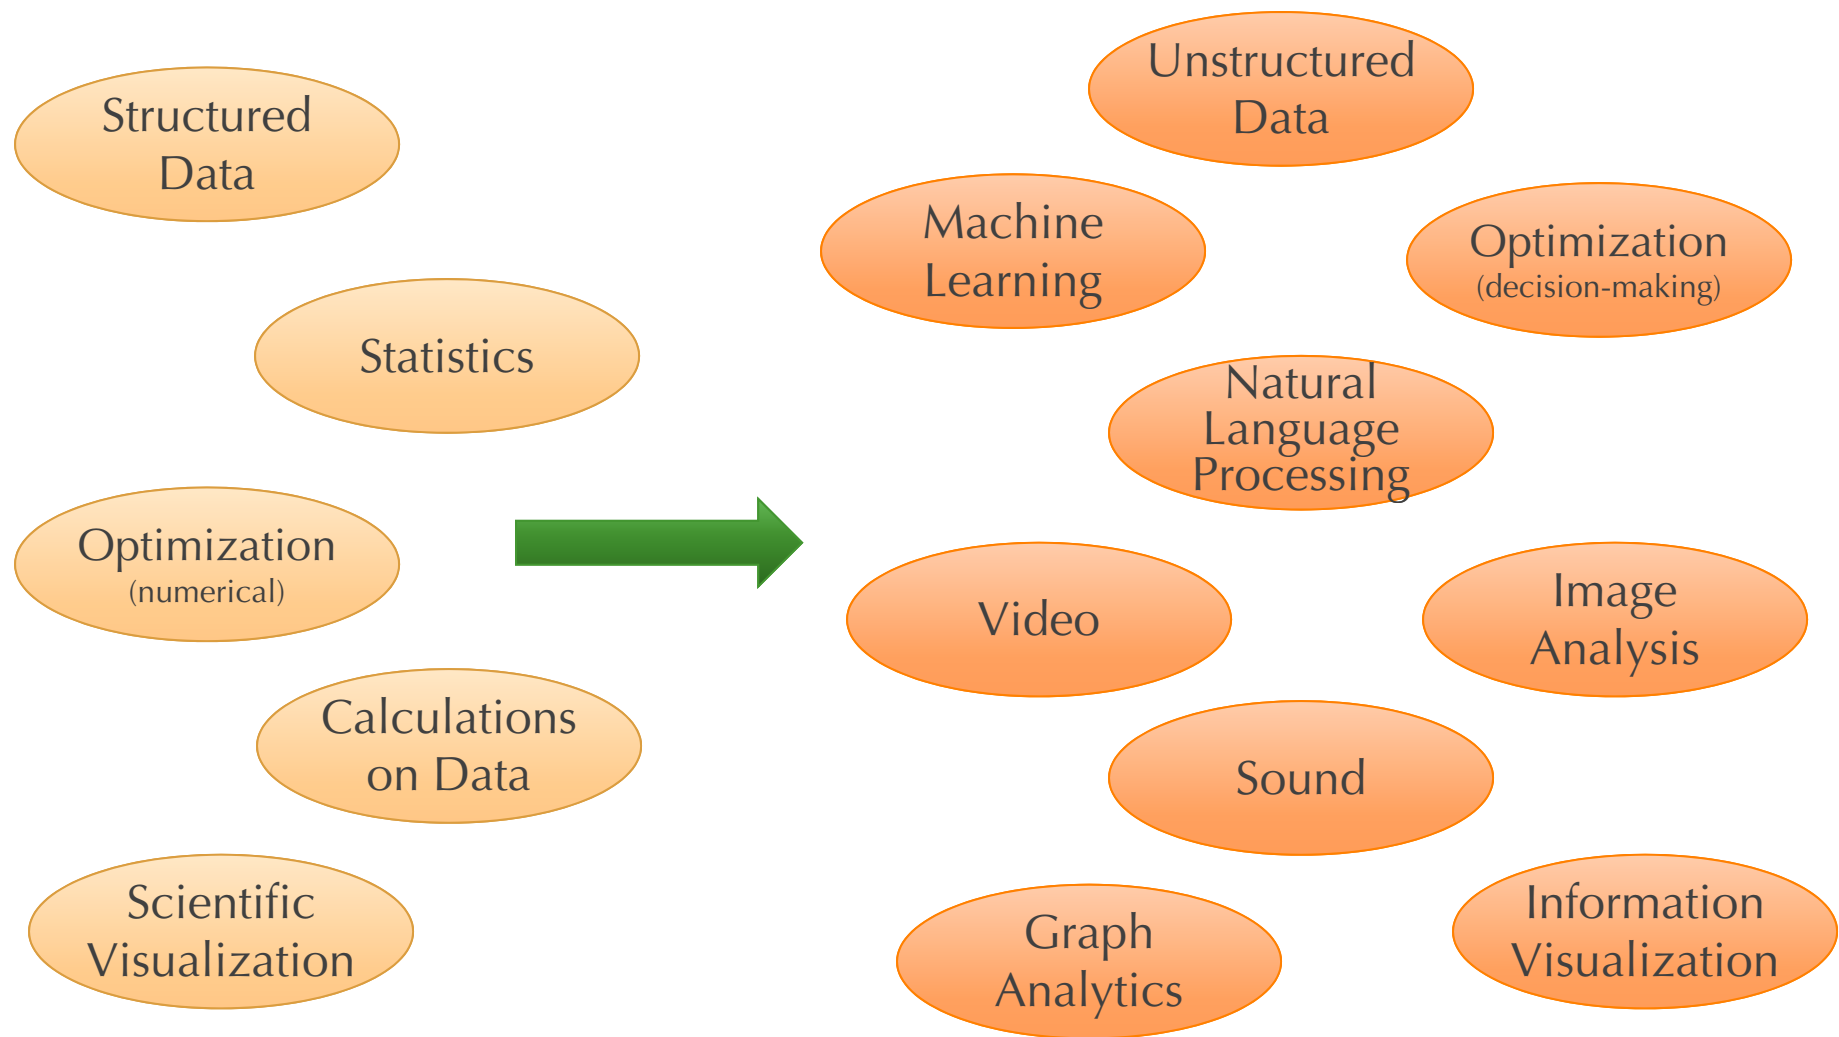 Structured
Data
Statistics
Optimization
(numerical)
Calculations
on Data
Scientific
Visualization
Unstructured
Data
Machine
Learning
Optimization
(decision-making)
Natural
Language
Processing
Video
Image
Analysis
Sound
Graph
Analytics
Information
Visualization